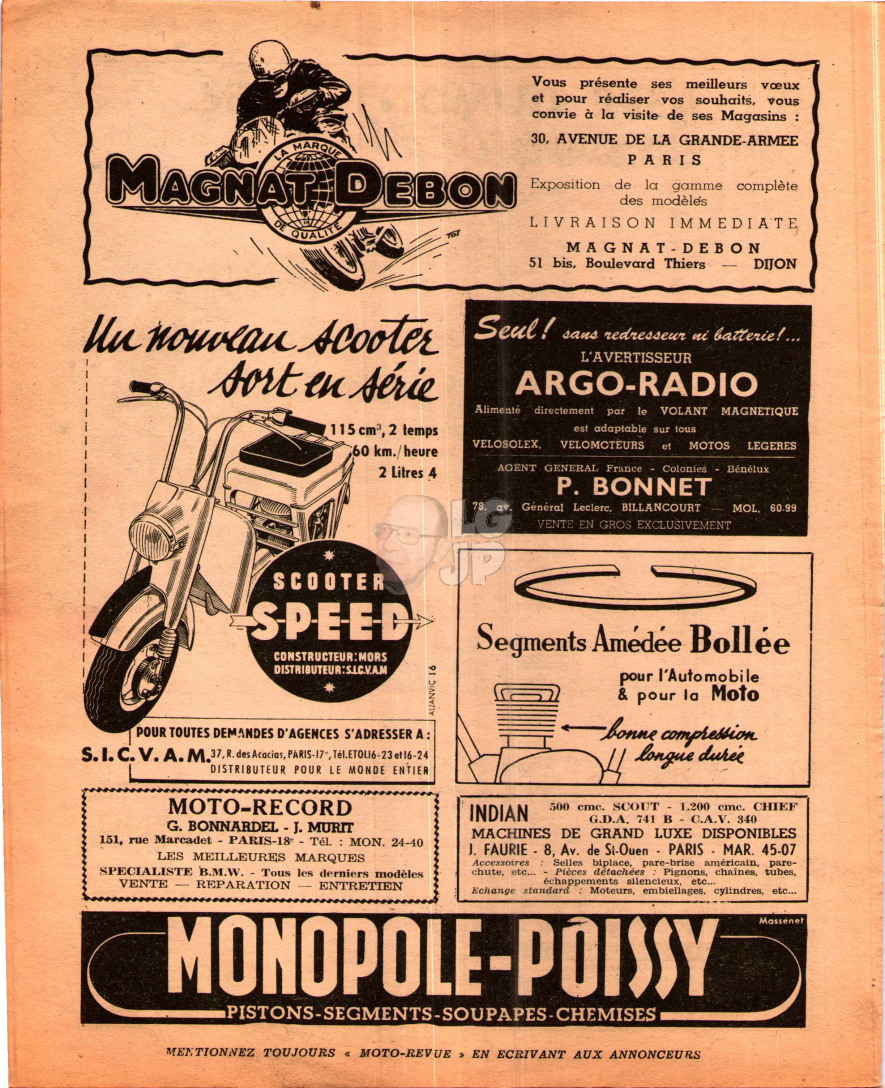 Vous présente ses meilleurs vœux
et pour réaliser vos souhaits, vous
convie à la visite de ses Magasins :
30, AVENUE DE LA GRANDE-ARMEE
PARIS
Exposition de la gamme complète
des modèles
LIVRAISON IMMEDIATE
MAGNAT-DEBON
51 bis, Boulevard Thiers — DIJON
LA MARQUE
MAGNAT-DEBON
DE QUALITÉ
Un nouveau scooter
sort en série
115 cm³, 2 temps
60 km./heure
2 Litres 4
SCOOTER
SPEED
CONSTRUCTEUR : MORS
DISTRIBUTEUR : S.I.C.V.A.M
AUANVIC 16
POUR TOUTES DEMANDES D'AGENCES S'ADRESSER A :
S.I.C.V.A.M. 37, R. des Acacias, PARIS-17e, Tél. ETOI. 16-23 et 16-24
DISTRIBUTEUR POUR LE MONDE ENTIER
Seul ! sans redresseur ni batterie !...
L'AVERTISSEUR
ARGO-RADIO
Alimenté directement par le VOLANT MAGNETIQUE
est adaptable sur tous
VELOSOLEX, VELOMOTEURS et MOTOS LEGERES
AGENT GENERAL France - Colonies - Bénélux
P. BONNET
78, av. Général Leclerc, BILLANCOURT — MOL. 60-99
VENTE EN GROS EXCLUSIVEMENT
LG
JP
Segments Amédée Bollée
pour l'Automobile
& pour la Moto
bonne compression
longue durée
MOTO-RECORD
G. BONNARDEL - J. MURIT
151, rue Marcadet - PARIS-18e - Tél. : MON. 24-40
LES MEILLEURES MARQUES
SPECIALISTE B.M.W. - Tous les derniers modèles
VENTE — REPARATION — ENTRETIEN
INDIAN 500 cmc. SCOUT - 1.200 cmc. CHIEF
G.D.A. 741 B - C.A.V. 340
MACHINES DE GRAND LUXE DISPONIBLES
J. FAURIE - 8, Av. de St-Ouen - PARIS - MAR. 45-07
Accessoires : Selles biplace, pare-brise américain, pare-
chute, etc... - Pièces détachées : Pignons, chaînes, tubes,
échappements silencieux, etc...
Echange standard : Moteurs, embiellages, cylindres, etc...
Massenet
MONOPOLE-POISSY
PISTONS-SEGMENTS-SOUPAPES-CHEMISES
MENTIONNEZ TOUJOURS « MOTO-REVUE » EN ECRIVANT AUX ANNONCEURS